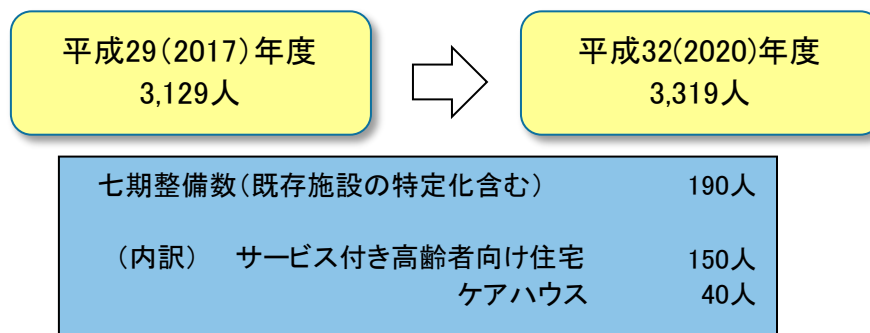 平成29(2017)年度
3,129人
平成32(2020)年度
3,319人
七期整備数(既存施設の特定化含む) 190人
(内訳) サービス付き高齢者向け住宅 150人
ケアハウス 40人